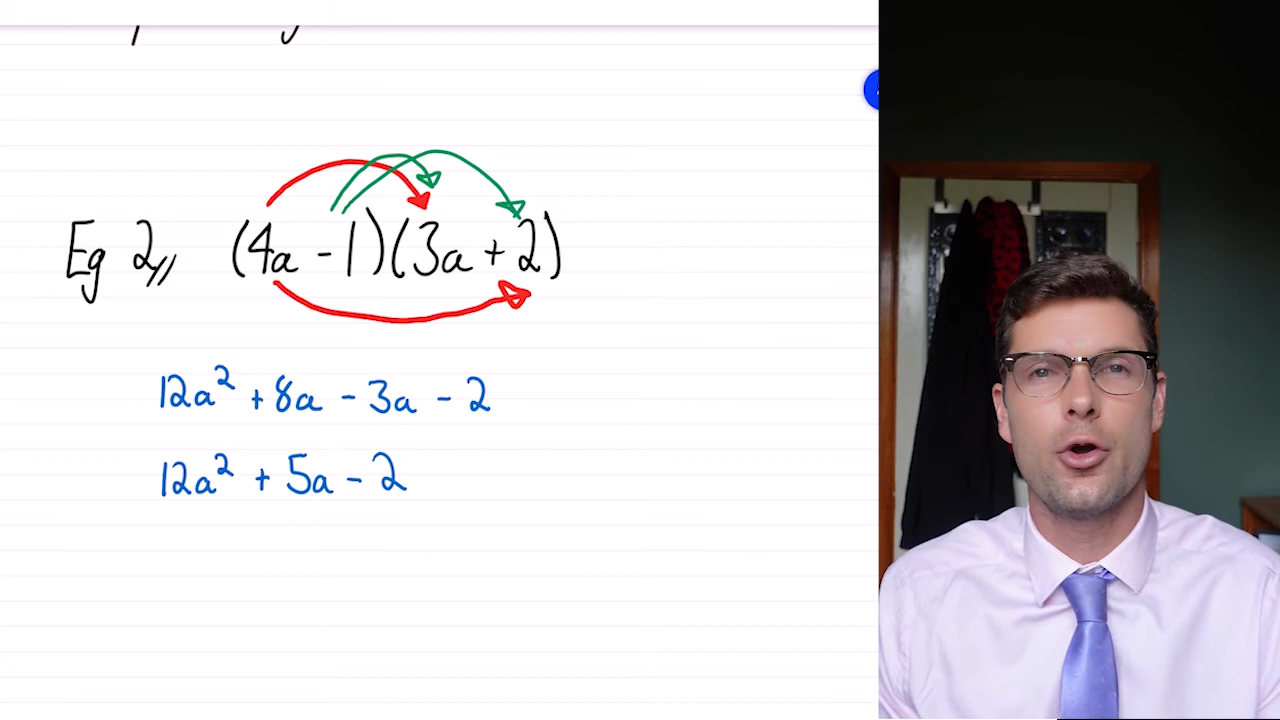 Eg 2,, (4a - 1)(3a + 2)
12a² + 8a - 3a - 2
12a² + 5a - 2